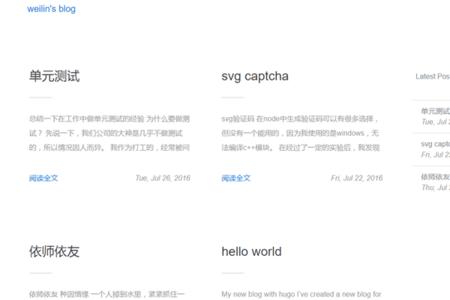 weilin's blog
单元测试
总结一下在工作中做单元测试的经验 为什么要做测
试？ 先说一下，我们公司的大神是几乎不做测试
的，所以情况因人而异。 我作为打工的，经常被问
阅读全文
Tue, Jul 26, 2016
svg captcha
svg验证码 在node中生成验证码可以有很多选择，
但没有一个能用的，因为我使用的是windows，无
法编译c++模块。 在经过了一定的实验后，我发现
阅读全文
Fri, Jul 22, 2016
Latest Pos
单元测试
Tue, Jul
svg capt
Fri, Jul 2
依师依友
Thu, Jul
依师依友
依师依友 种因情缘 一个人掉到水里，紧紧抓住一
hello world
My new blog with hugo I've created a new blog for